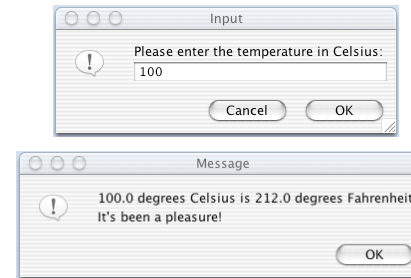 Input
Please enter the temperature in Celsius:
100
Cancel OK
Message
100.0 degrees Celsius is 212.0 degrees Fahrenheit
It's been a pleasure!
OK